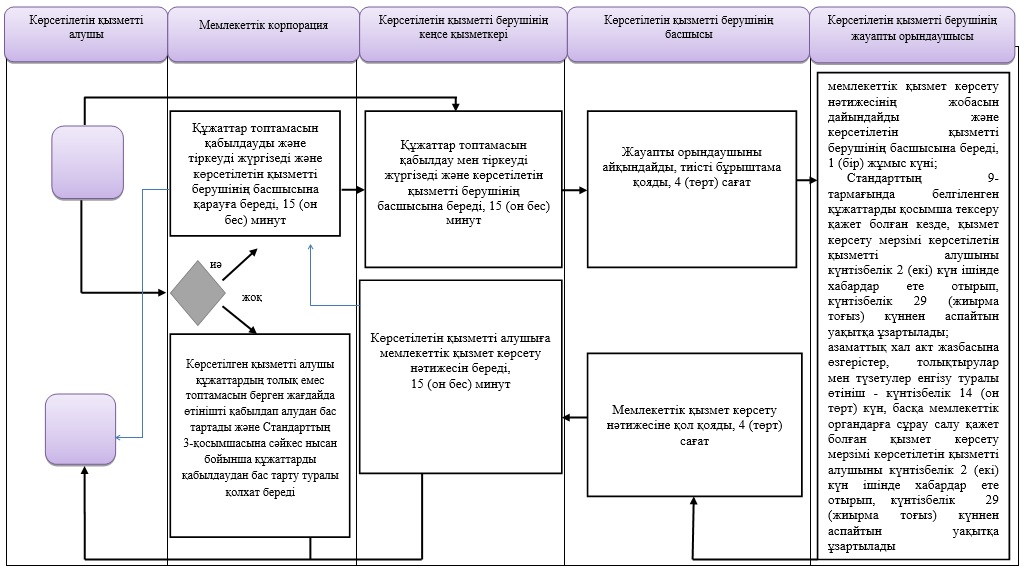 Көрсетілетін қызметті
алушы
Мемлекеттік корпорация
Көрсетілетін қызметті берушінің
кеңсе қызметкері
Көрсетілетін қызметті берушінің
басшысы
Көрсетілетін қызметті берушінің
жауапты орындаушысы
Құжаттар топтамасын
қабылдауды және
тіркеуді жүргізеді және
көрсетілетін қызметті
берушінің басшысына
қарауға береді, 15 (он
бес) минут
иә
жоқ
Көрсетілген қызметті алушы
құжаттардың толық емес
топтамасын берген жағдайда
өтінішті қабылдап алудан бас
тартады және Стандарттың
3-қосымшасына сәйкес нысан
бойынша құжаттарды
қабылдаудан бас тарту туралы
қолхат береді
Құжаттар топтамасын
қабылдау мен тіркеуді
жүргізеді және көрсетілетін
қызметті берушінің
басшысына береді, 15 (он бес)
минут
Көрсетілетін қызметті алушыға
мемлекеттік қызмет көрсету
нәтижесін береді,
15 (он бес) минут
Жауапты орындаушыны
айқындайды, тиісті бұрыштама
қояды, 4 (төрт) сағат
Мемлекеттік қызмет көрсету
нәтижесіне қол қояды, 4 (төрт)
сағат
мемлекеттік қызмет көрсету
нәтижесінің жобасын
дайындайды және
көрсетілетін қызметті
берушінің басшысына береді,
1 (бір) жұмыс күні;
Стандарттың 9-
тармағында белгіленген
құжаттарды қосымша тексеру
қажет болған кезде, қызмет
көрсету мерзімі көрсетілетін
қызметті алушыны
күнтізбелік 2 (екі) күн ішінде
хабардар ете отырып,
күнтізбелік 29 (жиырма
тоғыз) күннен аспайтын
уақытқа ұзартылады;
азаматтық хал акт жазбасына
өзгерістер, толықтырулар
мен түзетулер енгізу туралы
өтініш - күнтізбелік 14 (он
төрт) күн, басқа мемлекеттік
органдарға сұрау салу қажет
болған қызмет көрсету
мерзімі көрсетілетін қызметті
алушыны күнтізбелік 2 (екі)
күн ішінде хабардар ете
отырып, күнтізбелік 29
(жиырма тоғыз) күннен
аспайтын уақытқа
ұзартылады